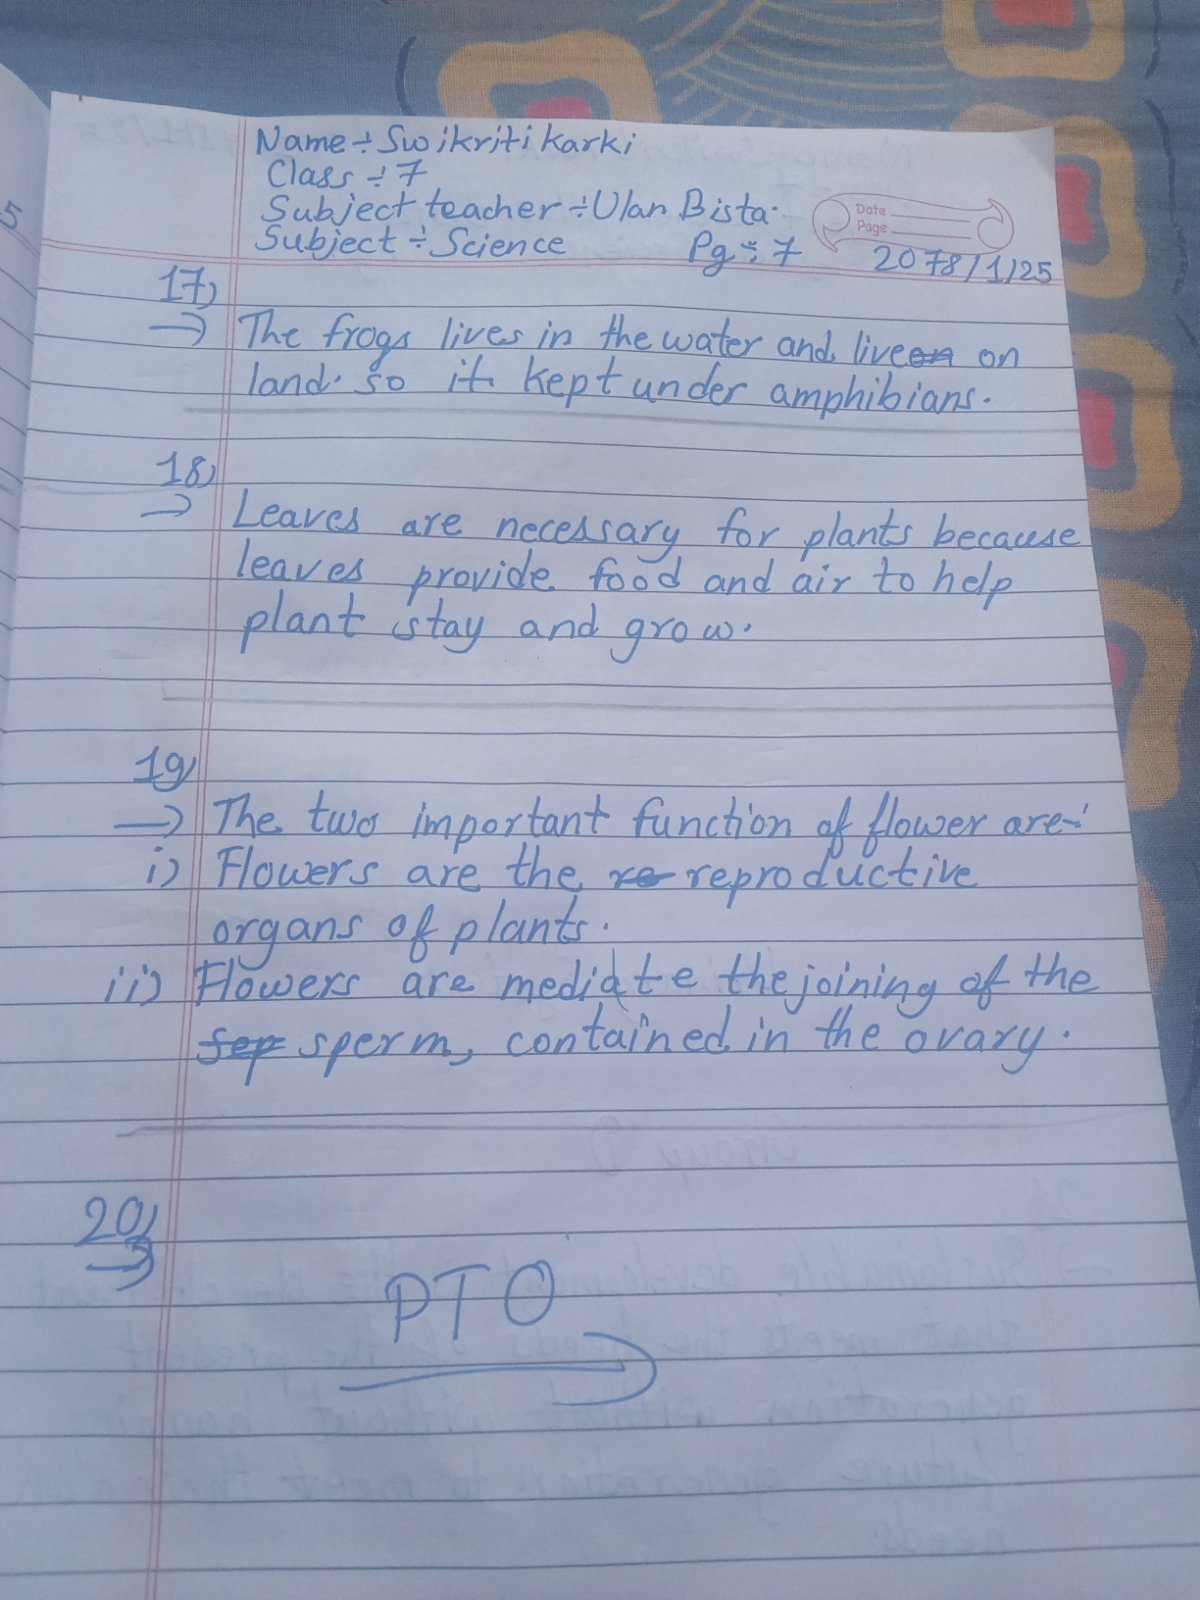 Name ÷ Swikriti Karki
Class ÷ 7
Subject teacher ÷ Ulan Bista.
Date
Page
Subject ÷ Science Pg ÷ 7 2078/1/25
17)
→ The frogs lives in the water and live on
land. so it kept under amphibians.
18)
→ Leaves are necessary for plants because
leaves provide food and air to help
plant stay and grow.
19)
→ The two important function of flower are:-
i) Flowers are the reproductive
organs of plants.
ii) Flowers are mediate the joining of the
sperm, contained in the ovary.
20)
→
PTO